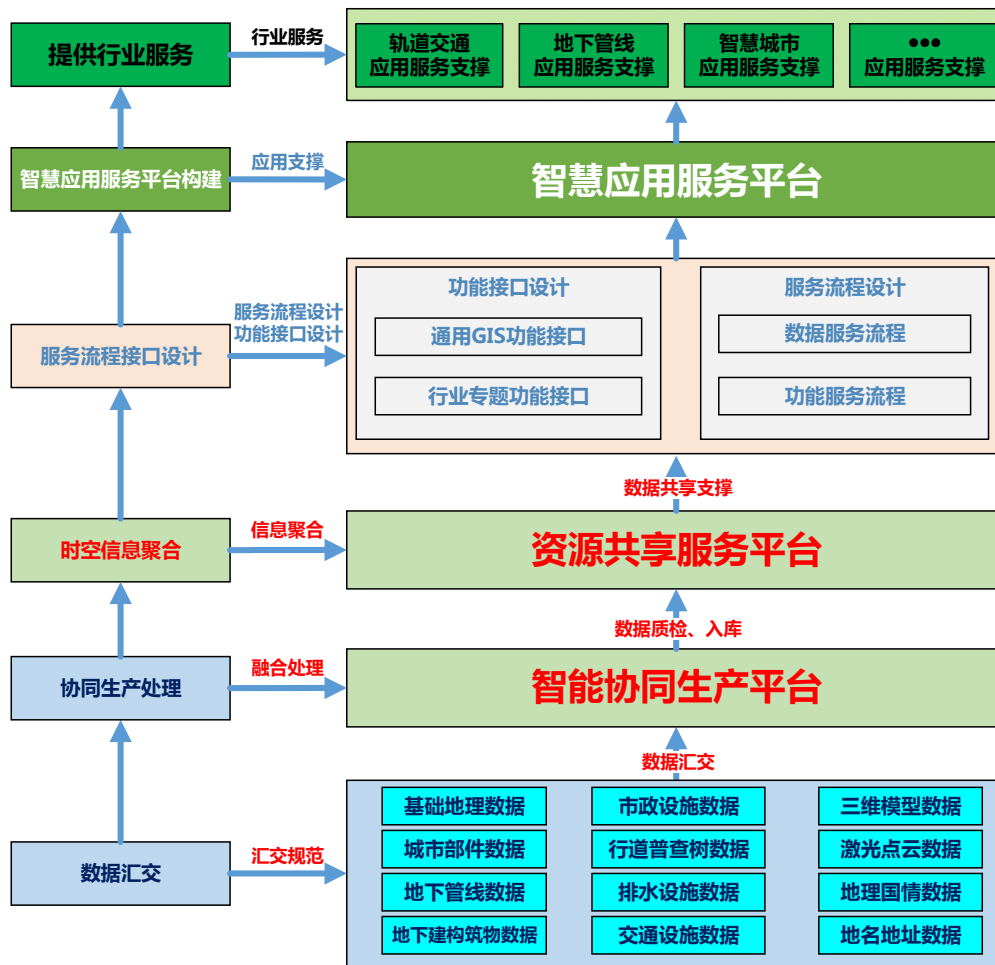 提供行业服务
行业服务
轨道交通
应用服务支撑
地下管线
应用服务支撑
智慧城市
应用服务支撑
•••
应用服务支撑
智慧应用服务平台构建
应用支撑
智慧应用服务平台
服务流程接口设计
服务流程设计
功能接口设计
功能接口设计
通用GIS功能接口
行业专题功能接口
服务流程设计
数据服务流程
功能服务流程
数据共享支撑
时空信息聚合
信息聚合
资源共享服务平台
数据质检、入库
协同生产处理
融合处理
智能协同生产平台
数据汇交
数据汇交
汇交规范
基础地理数据
市政设施数据
三维模型数据
城市部件数据
行道普查树数据
激光点云数据
地下管线数据
排水设施数据
地理国情数据
地下建构筑物数据
交通设施数据
地名地址数据